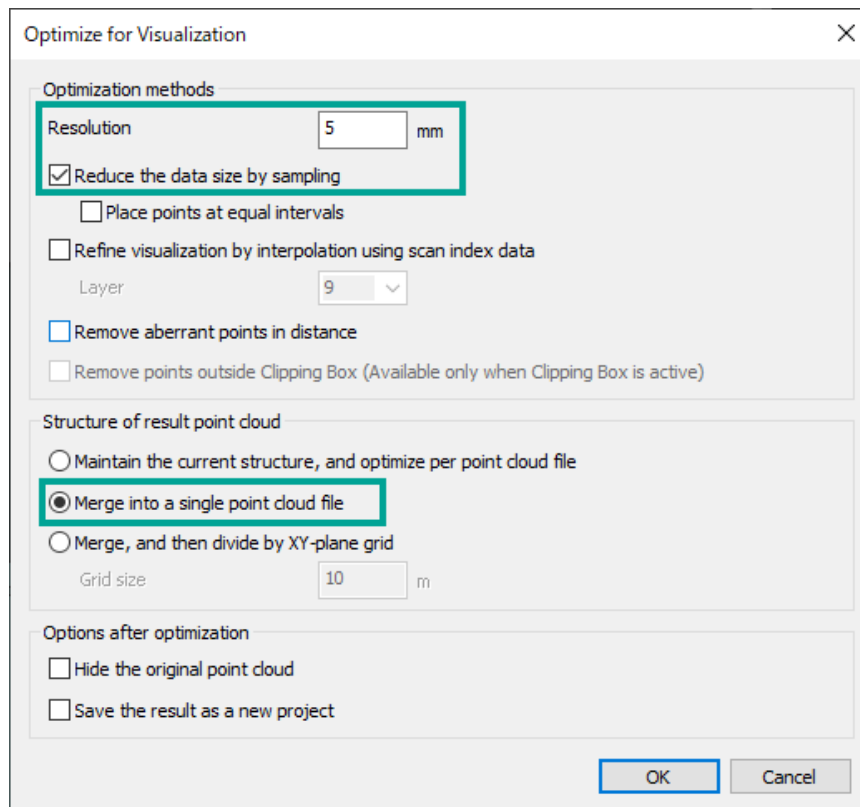 Optimize for Visualization
Optimization methods
Resolution 5 mm
Reduce the data size by sampling
Place points at equal intervals
Refine visualization by interpolation using scan index data
Layer 9
Remove aberrant points in distance
Remove points outside Clipping Box (Available only when Clipping Box is active)
Structure of result point cloud
Maintain the current structure, and optimize per point cloud file
Merge into a single point cloud file
Merge, and then divide by XY-plane grid
Grid size 10 m
Options after optimization
Hide the original point cloud
Save the result as a new project
OK Cancel